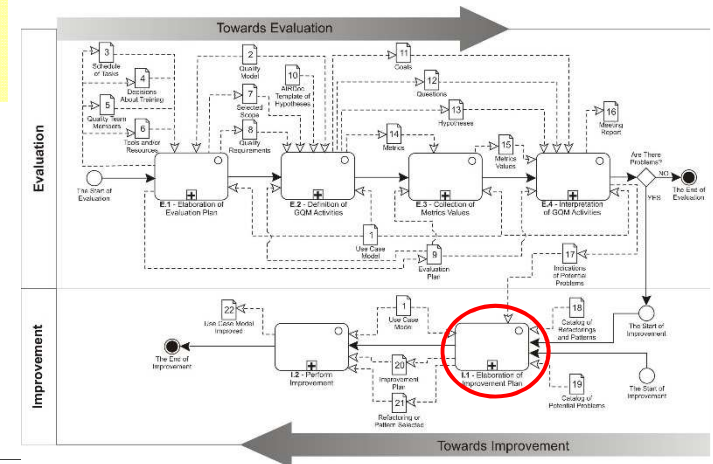 Towards Evaluation
Evaluation
3
Schedule
of Tasks
4
Decisions
About Training
5
Quality Team
Members
6
Tools and/or
Resources
2
Quality
Model
7
Selected
Scope
8
Quality
Requirements
10
AIRDoc
Template of
Hypotheses
11
Goals
12
Questions
13
Hypotheses
14
Metrics
15
Metrics
Values
16
Meeting
Report
The Start of
Evaluation
E.1 - Elaboration of
Evaluation Plan
E.2 - Definition of
GQM Activities
E.3 - Collection of
Metrics Values
E.4 - Interpretation
of GQM Activities
Are There
Problems?
NO
YES
The End of
Evaluation
1
Use Case
Model
9
Evaluation
Plan
17
Indications
of Potential
Problems
Improvement
22
Use Case Model
Improved
1
Use Case
Model
18
Catalog of
Refactorings
and Patterns
The Start of
Improvement
The End of
Improvement
I.2 - Perform
Improvement
20
Improvement
Plan
21
Refactoring or
Pattern Selected
I.1 - Elaboration of
Improvement Plan
19
Catalog of
Potential Problems
The Start of
Improvement
Towards Improvement